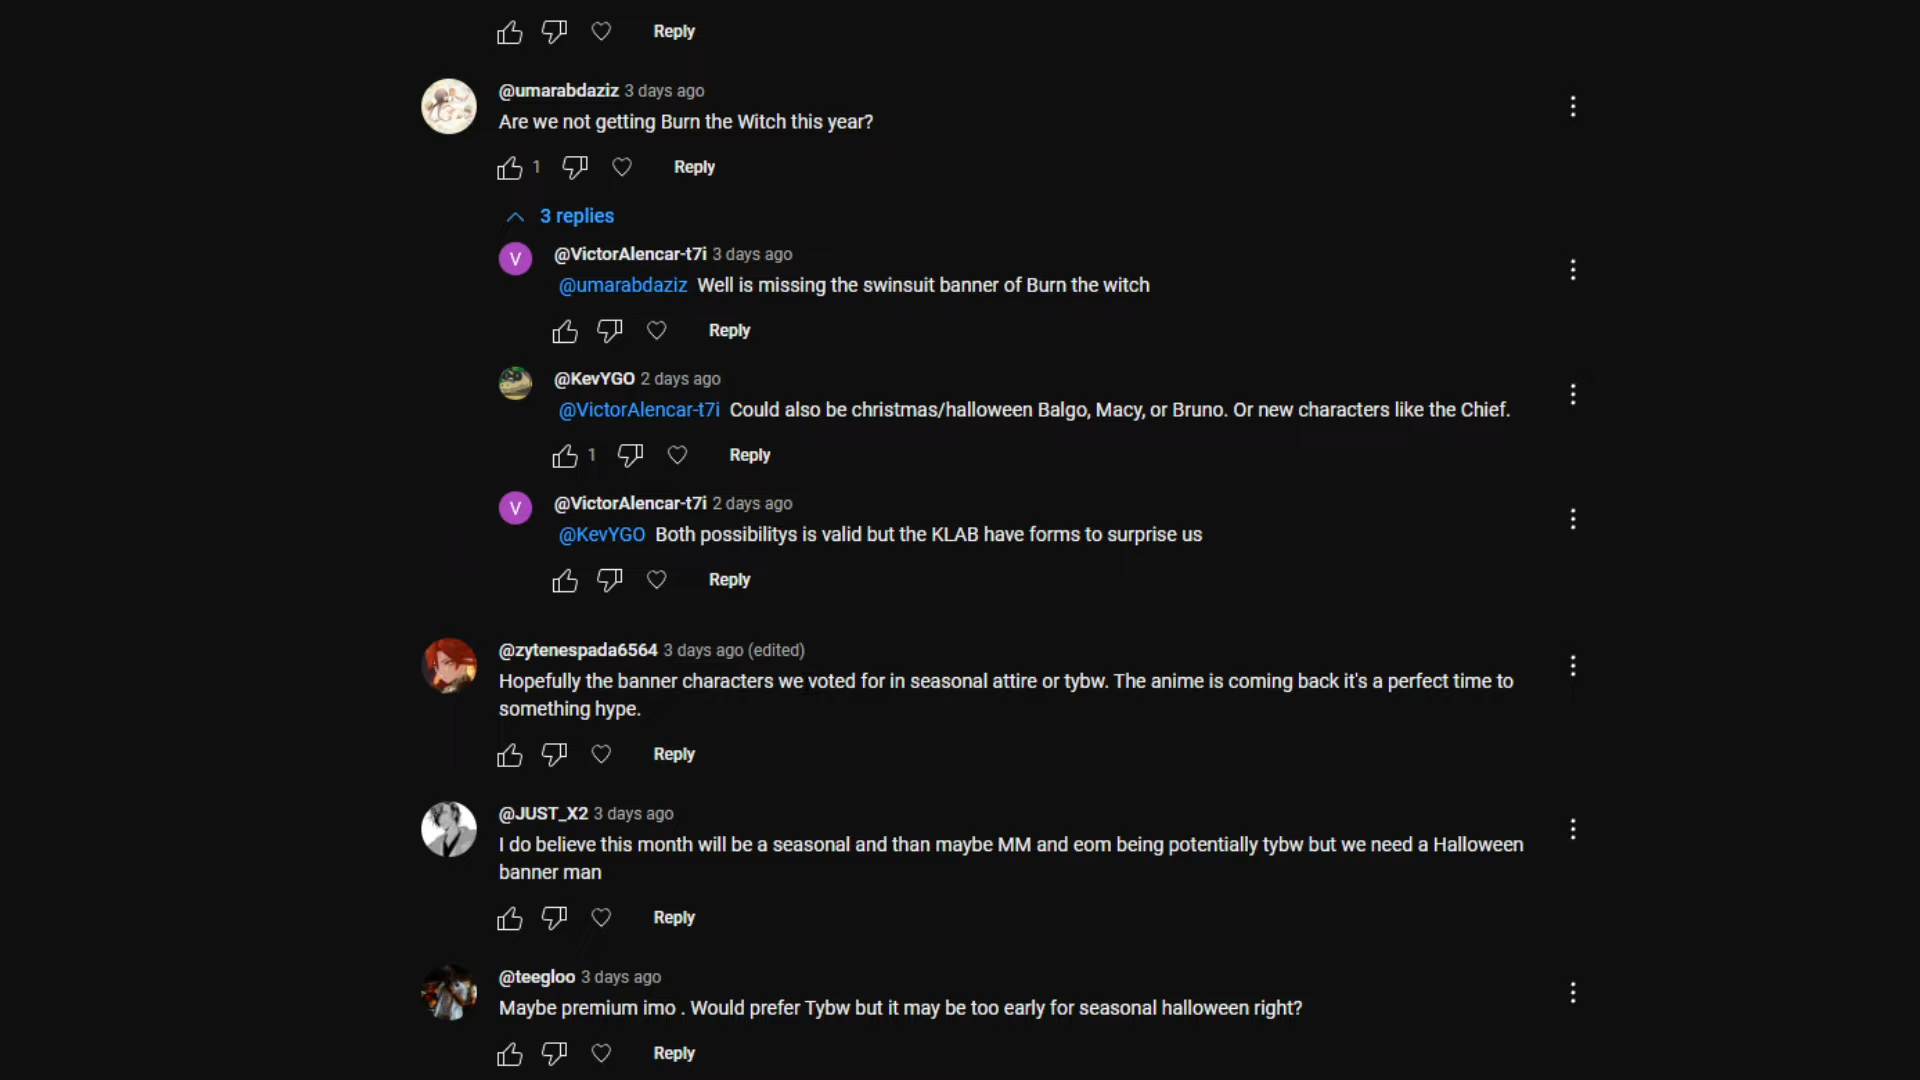 Reply
@umarabdaziz 3 days ago
Are we not getting Burn the Witch this year?
1 Reply
3 replies
V
@VictorAlencar-t7i 3 days ago
@umarabdaziz Well is missing the swinsuit banner of Burn the witch
Reply
@KevYGO 2 days ago
@VictorAlencar-t7i Could also be christmas/halloween Balgo, Macy, or Bruno. Or new characters like the Chief.
1 Reply
V
@VictorAlencar-t7i 2 days ago
@KevYGO Both possibilitys is valid but the KLAB have forms to surprise us
Reply
@zytenespada6564 3 days ago (edited)
Hopefully the banner characters we voted for in seasonal attire or tybw. The anime is coming back it's a perfect time to
something hype.
Reply
@JUST_X2 3 days ago
I do believe this month will be a seasonal and than maybe MM and eom being potentially tybw but we need a Halloween
banner man
Reply
@teegloo 3 days ago
Maybe premium imo . Would prefer Tybw but it may be too early for seasonal halloween right?
Reply